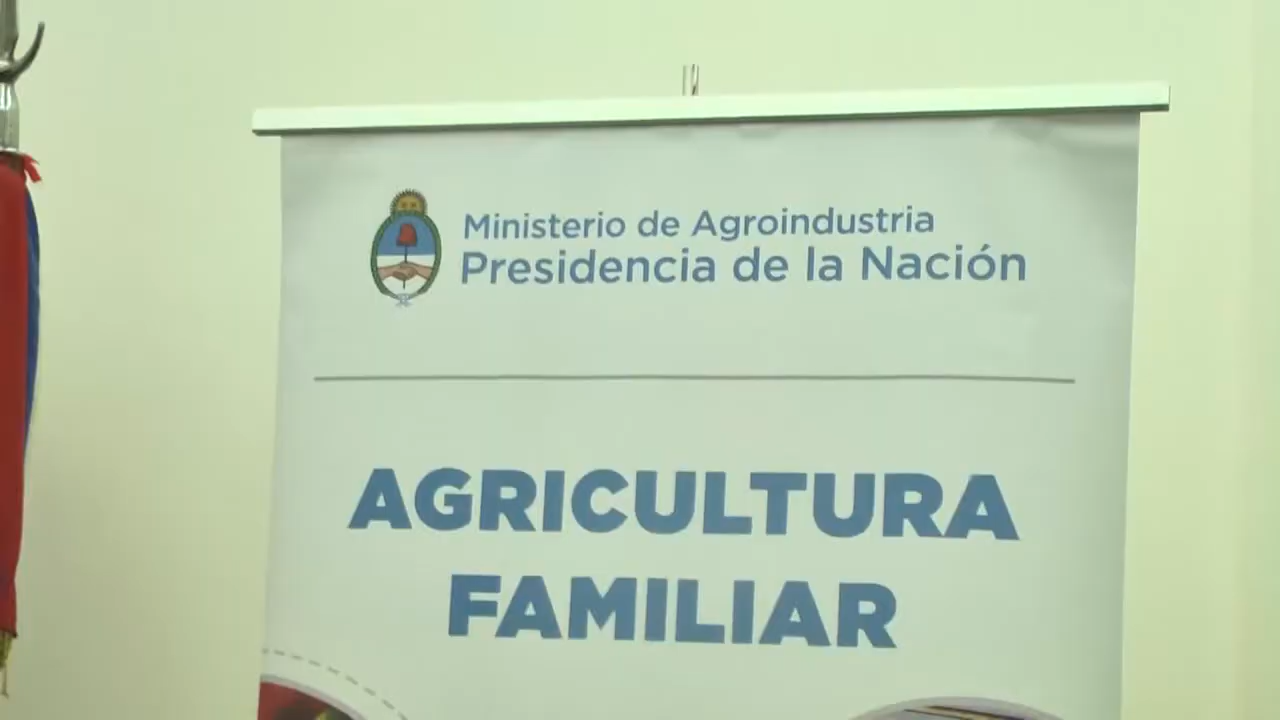 Ministerio de Agroindustria
Presidencia de la Nación
AGRICULTURA
FAMILIAR